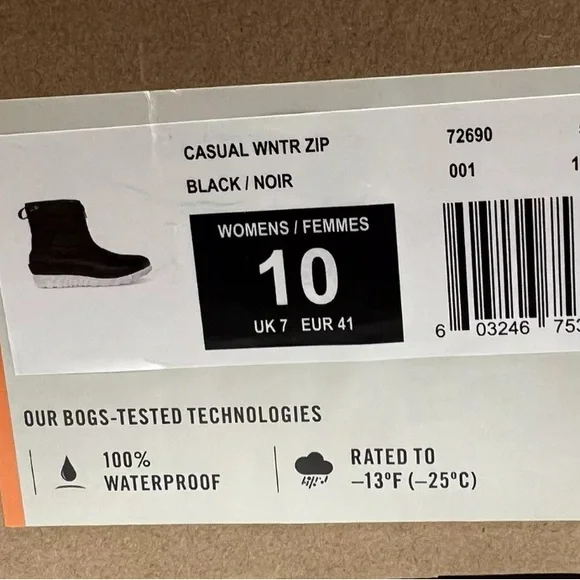 CASUAL WNTR ZIP
72690
BLACK / NOIR
001
WOMENS / FEMMES
10
UK 7 EUR 41
6 03246 753
OUR BOGS-TESTED TECHNOLOGIES
100%
WATERPROOF
RATED TO
–13°F (–25°C)